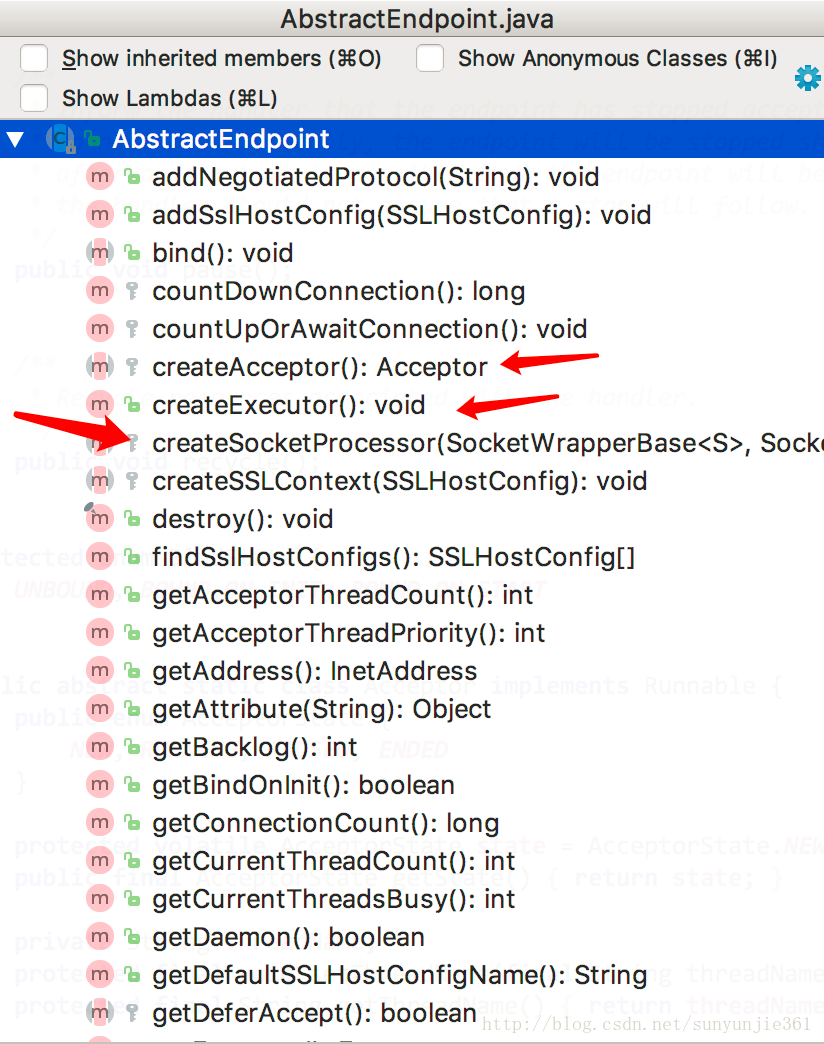 AbstractEndpoint.java
Show inherited members (⌘O)
Show Anonymous Classes (⌘I)
Show Lambdas (⌘L)
AbstractEndpoint
addNegotiatedProtocol(String): void
addSslHostConfig(SSLHostConfig): void
bind(): void
countDownConnection(): long
countUpOrAwaitConnection(): void
createAcceptor(): Acceptor
createExecutor(): void
createSocketProcessor(SocketWrapperBase<S>, Socke
createSSLContext(SSLHostConfig): void
destroy(): void
findSslHostConfigs(): SSLHostConfig[]
getAcceptorThreadCount(): int
getAcceptorThreadPriority(): int
getAddress(): InetAddress
getAttribute(String): Object
getBacklog(): int
getBindOnInit(): boolean
getConnectionCount(): long
getCurrentThreadCount(): int
getCurrentThreadsBusy(): int
getDaemon(): boolean
getDefaultSSLHostConfigName(): String
getDeferAccept(): boolean
http://blog.csdn.net/sunyunjie361